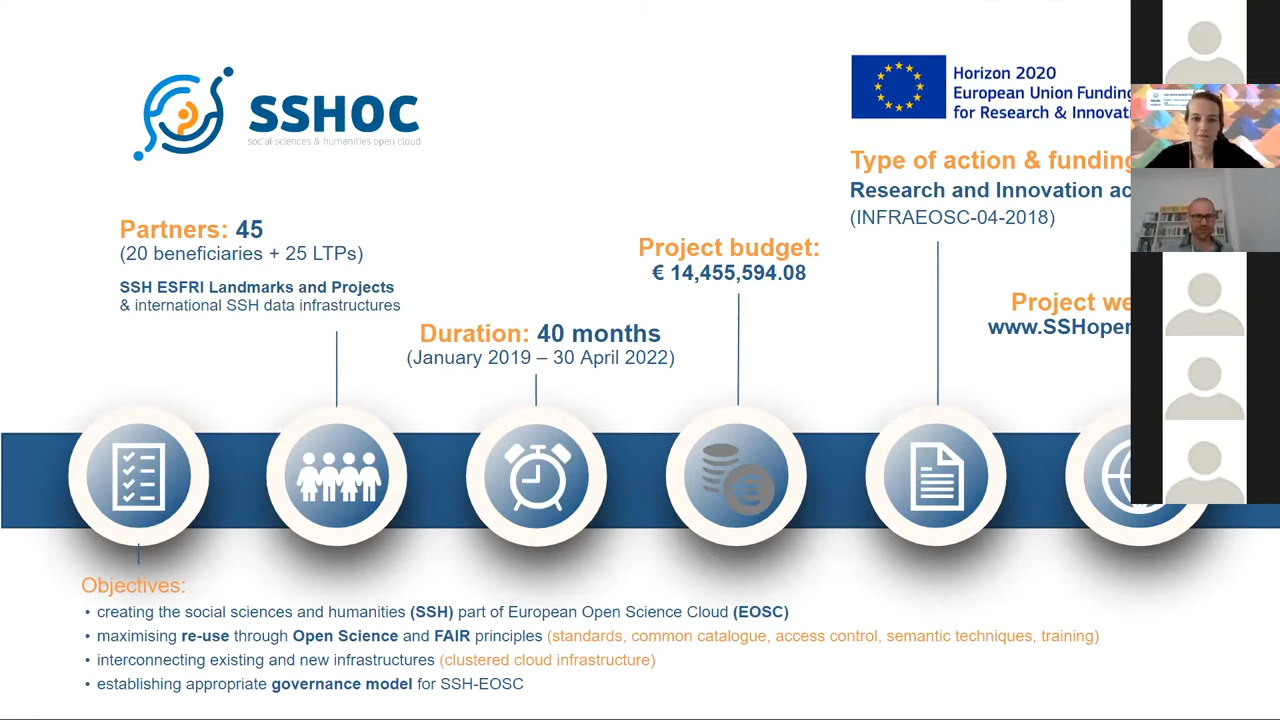 SSHOC
social sciences & humanities open cloud
Horizon 2020
European Union Funding
for Research & Innovati
Type of action & funding
Research and Innovation ac
(INFRAEOSC-04-2018)
Partners: 45
(20 beneficiaries + 25 LTPs)
SSH ESFRI Landmarks and Projects
& international SSH data infrastructures
Duration: 40 months
(January 2019 – 30 April 2022)
Project budget:
€ 14,455,594.08
Project we
www.SSHoper
Objectives:
• creating the social sciences and humanities (SSH) part of European Open Science Cloud (EOSC)
• maximising re-use through Open Science and FAIR principles (standards, common catalogue, access control, semantic techniques, training)
• interconnecting existing and new infrastructures (clustered cloud infrastructure)
• establishing appropriate governance model for SSH-EOSC